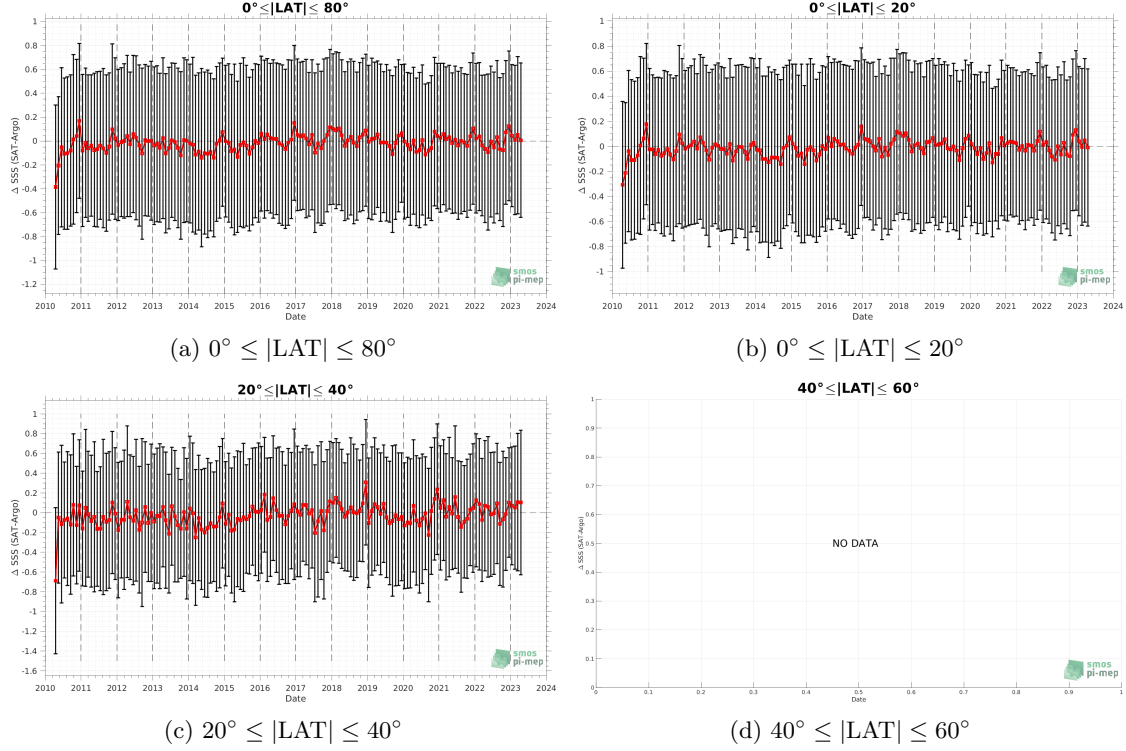 0°≤|LAT|≤ 80°
1
0.8
0.6
0.4
0.2
0
-0.2
-0.4
-0.6
-0.8
-1
-1.2
Δ SSS (SAT-Argo)
2010 2011 2012 2013 2014 2015 2016 2017 2018 2019 2020 2021 2022 2023 2024
Date
smos
pi-mep
(a) 0° ≤ |LAT| ≤ 80°
0°≤|LAT|≤ 20°
1
0.8
0.6
0.4
0.2
0
-0.2
-0.4
-0.6
-0.8
-1
Δ SSS (SAT-Argo)
2010 2011 2012 2013 2014 2015 2016 2017 2018 2019 2020 2021 2022 2023 2024
Date
smos
pi-mep
(b) 0° ≤ |LAT| ≤ 20°
20°≤|LAT|≤ 40°
1
0.8
0.6
0.4
0.2
0
-0.2
-0.4
-0.6
-0.8
-1
-1.2
-1.4
-1.6
Δ SSS (SAT-Argo)
2010 2011 2012 2013 2014 2015 2016 2017 2018 2019 2020 2021 2022 2023 2024
Date
smos
pi-mep
(c) 20° ≤ |LAT| ≤ 40°
40°≤|LAT|≤ 60°
1
0.9
0.8
0.7
0.6
0.5
0.4
0.3
0.2
0.1
0
Δ SSS (SAT-Argo)
NO DATA
0 0.1 0.2 0.3 0.4 0.5 0.6 0.7 0.8 0.9 1
Date
smos
pi-mep
(d) 40° ≤ |LAT| ≤ 60°